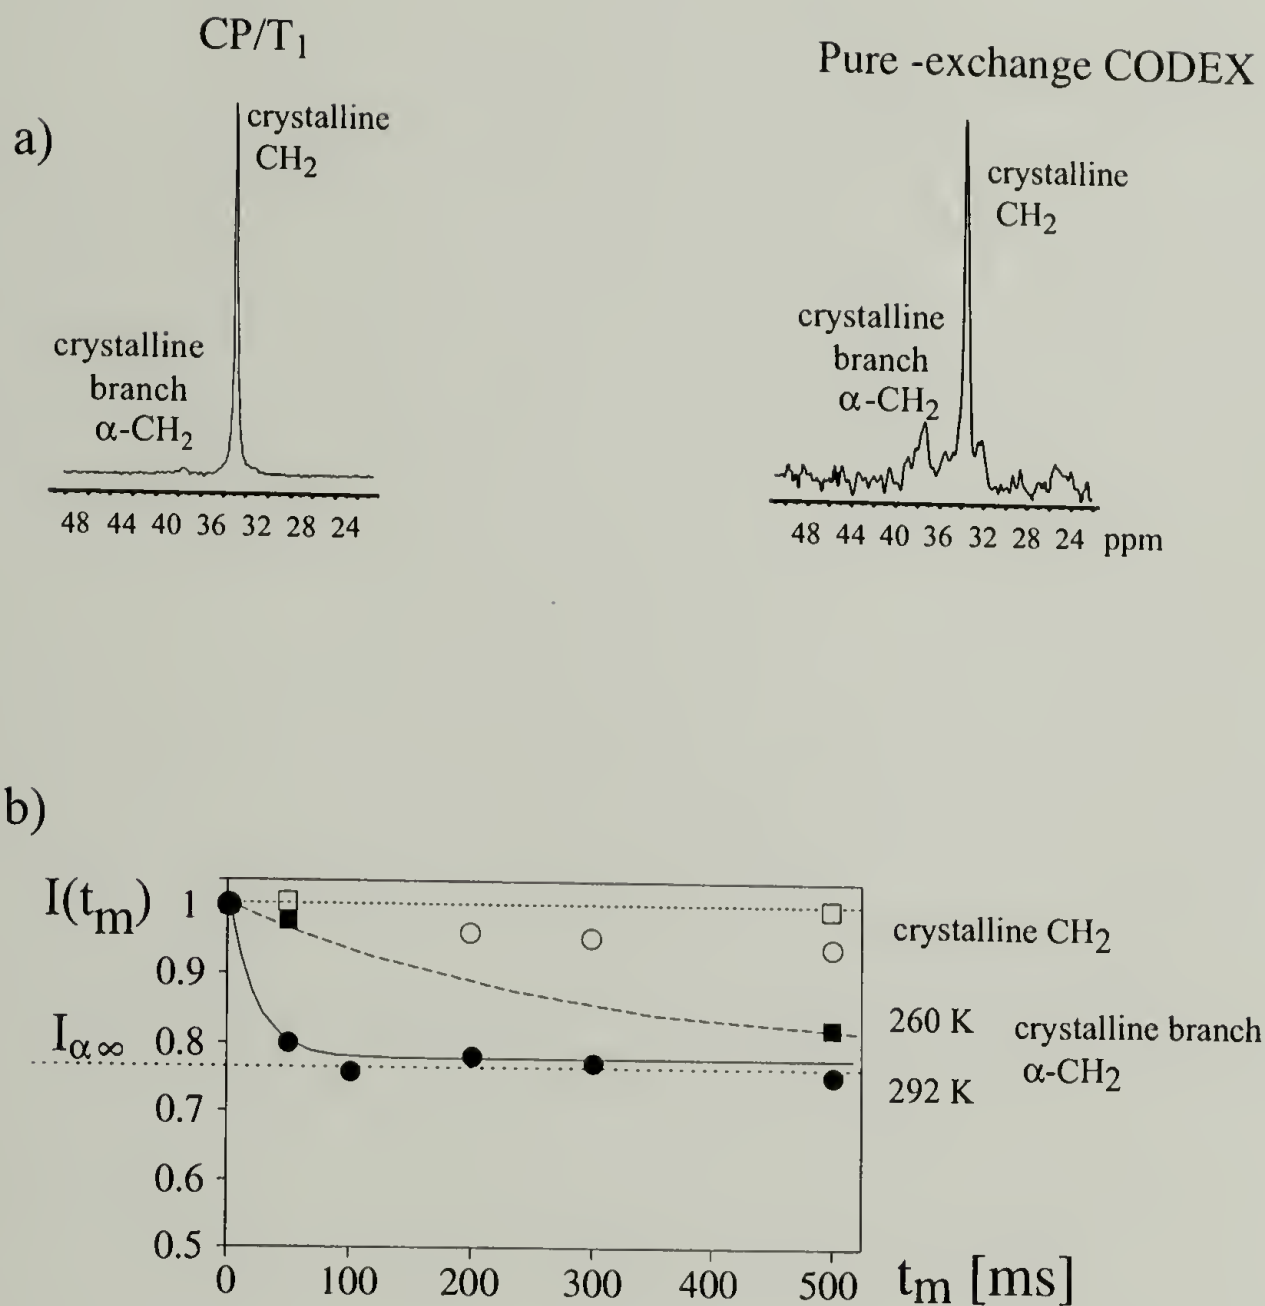 CP/T1
Pure -exchange CODEX
a)
crystalline
CH2
crystalline
branch
α-CH2
48 44 40 36 32 28 24
crystalline
CH2
crystalline
branch
α-CH2
48 44 40 36 32 28 24 ppm
b)
I(tm)
1
0.9
Iα∞
0.8
0.7
0.6
0.5
0 100 200 300 400 500
tm [ms]
crystalline CH2
260 K
292 K
crystalline branch
α-CH2